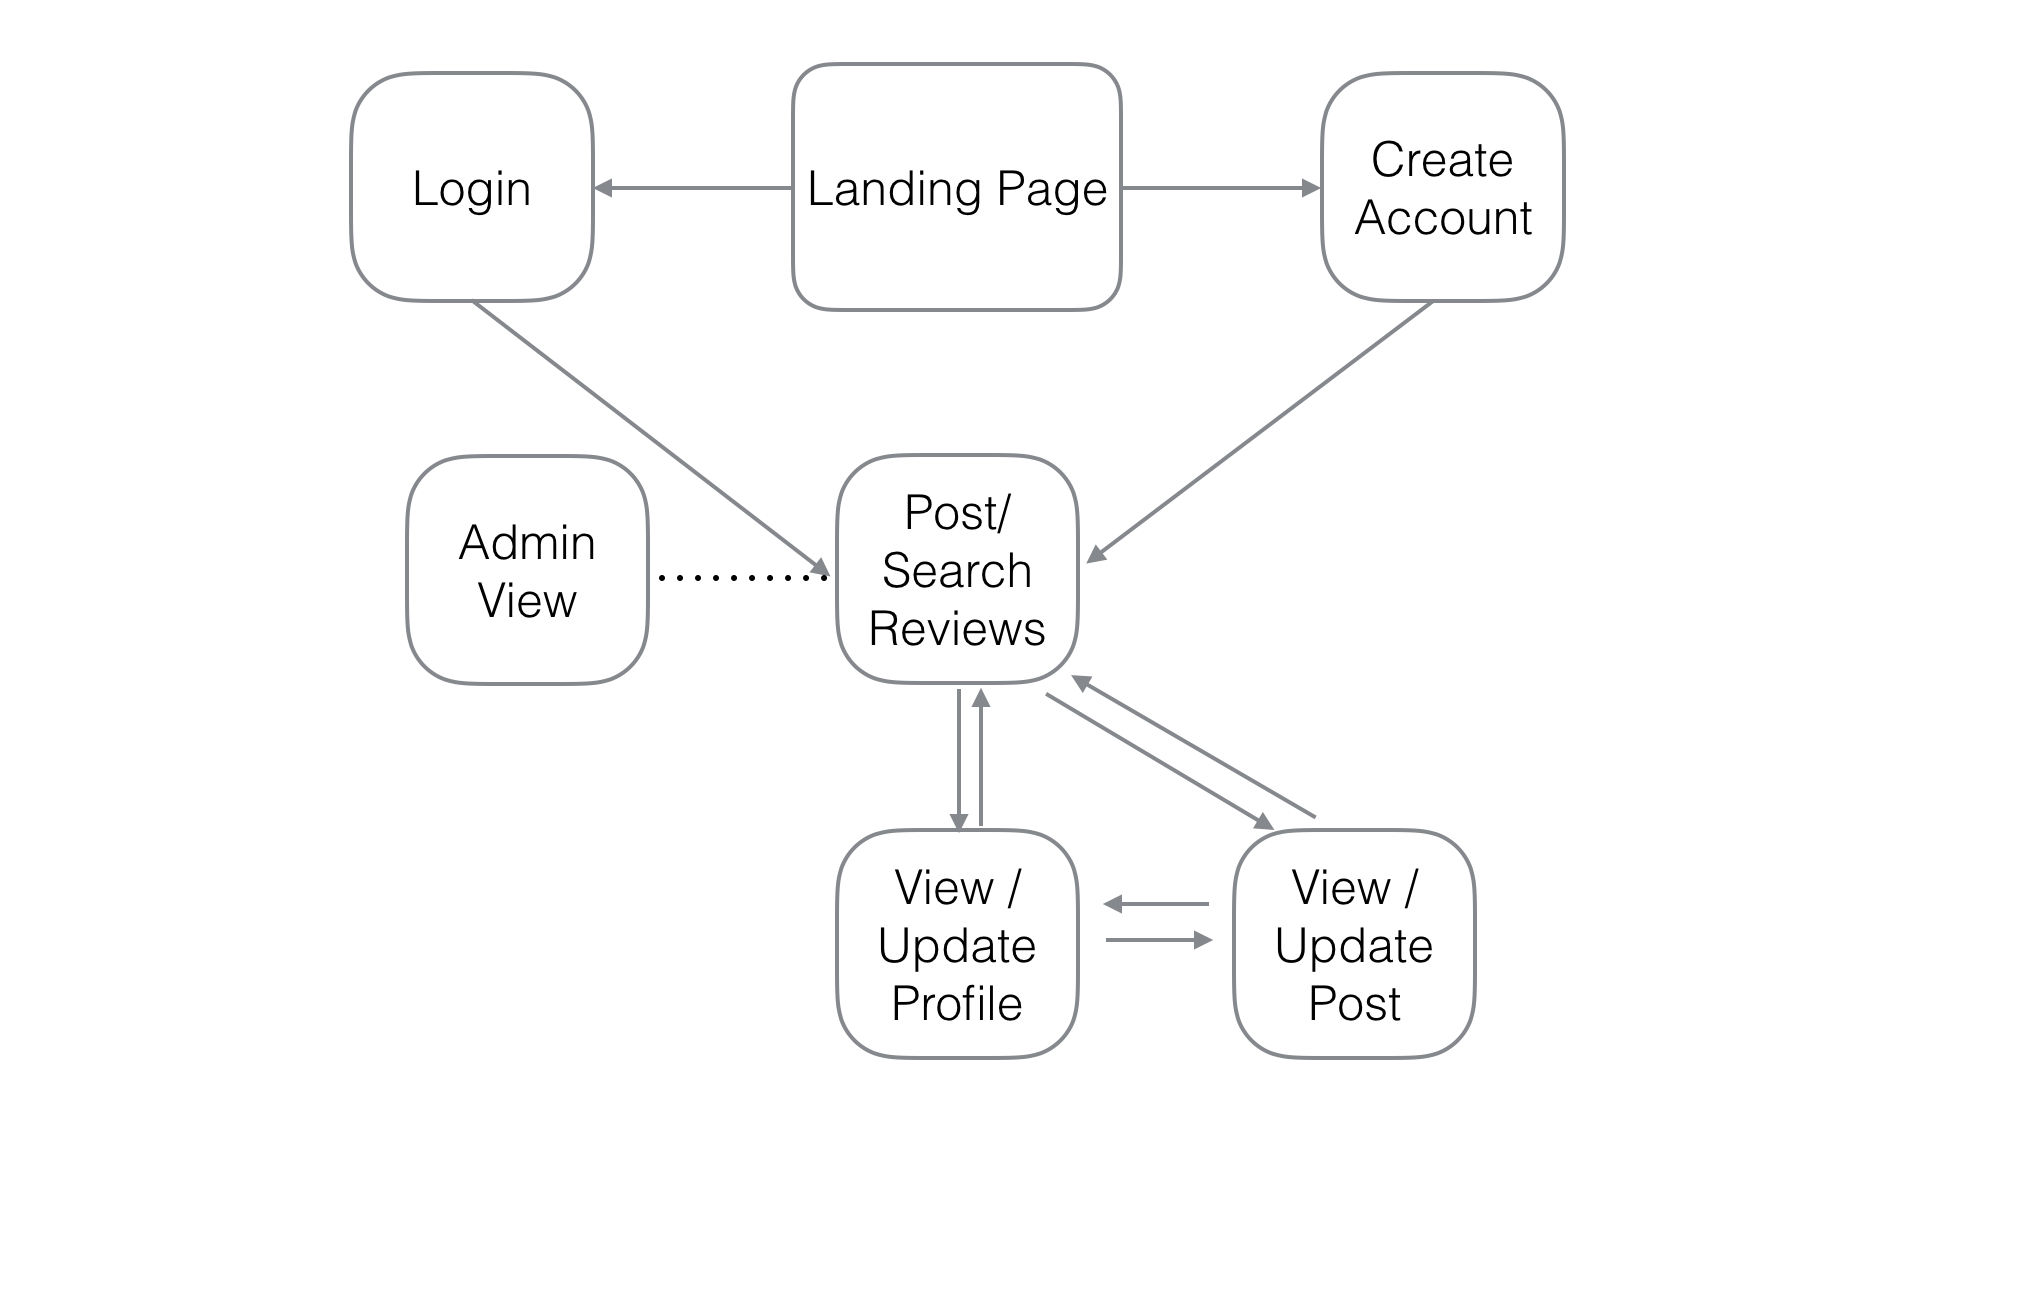 Login
Landing Page
Create
Account
Admin
View
Post/
Search
Reviews
View /
Update
Profile
View /
Update
Post